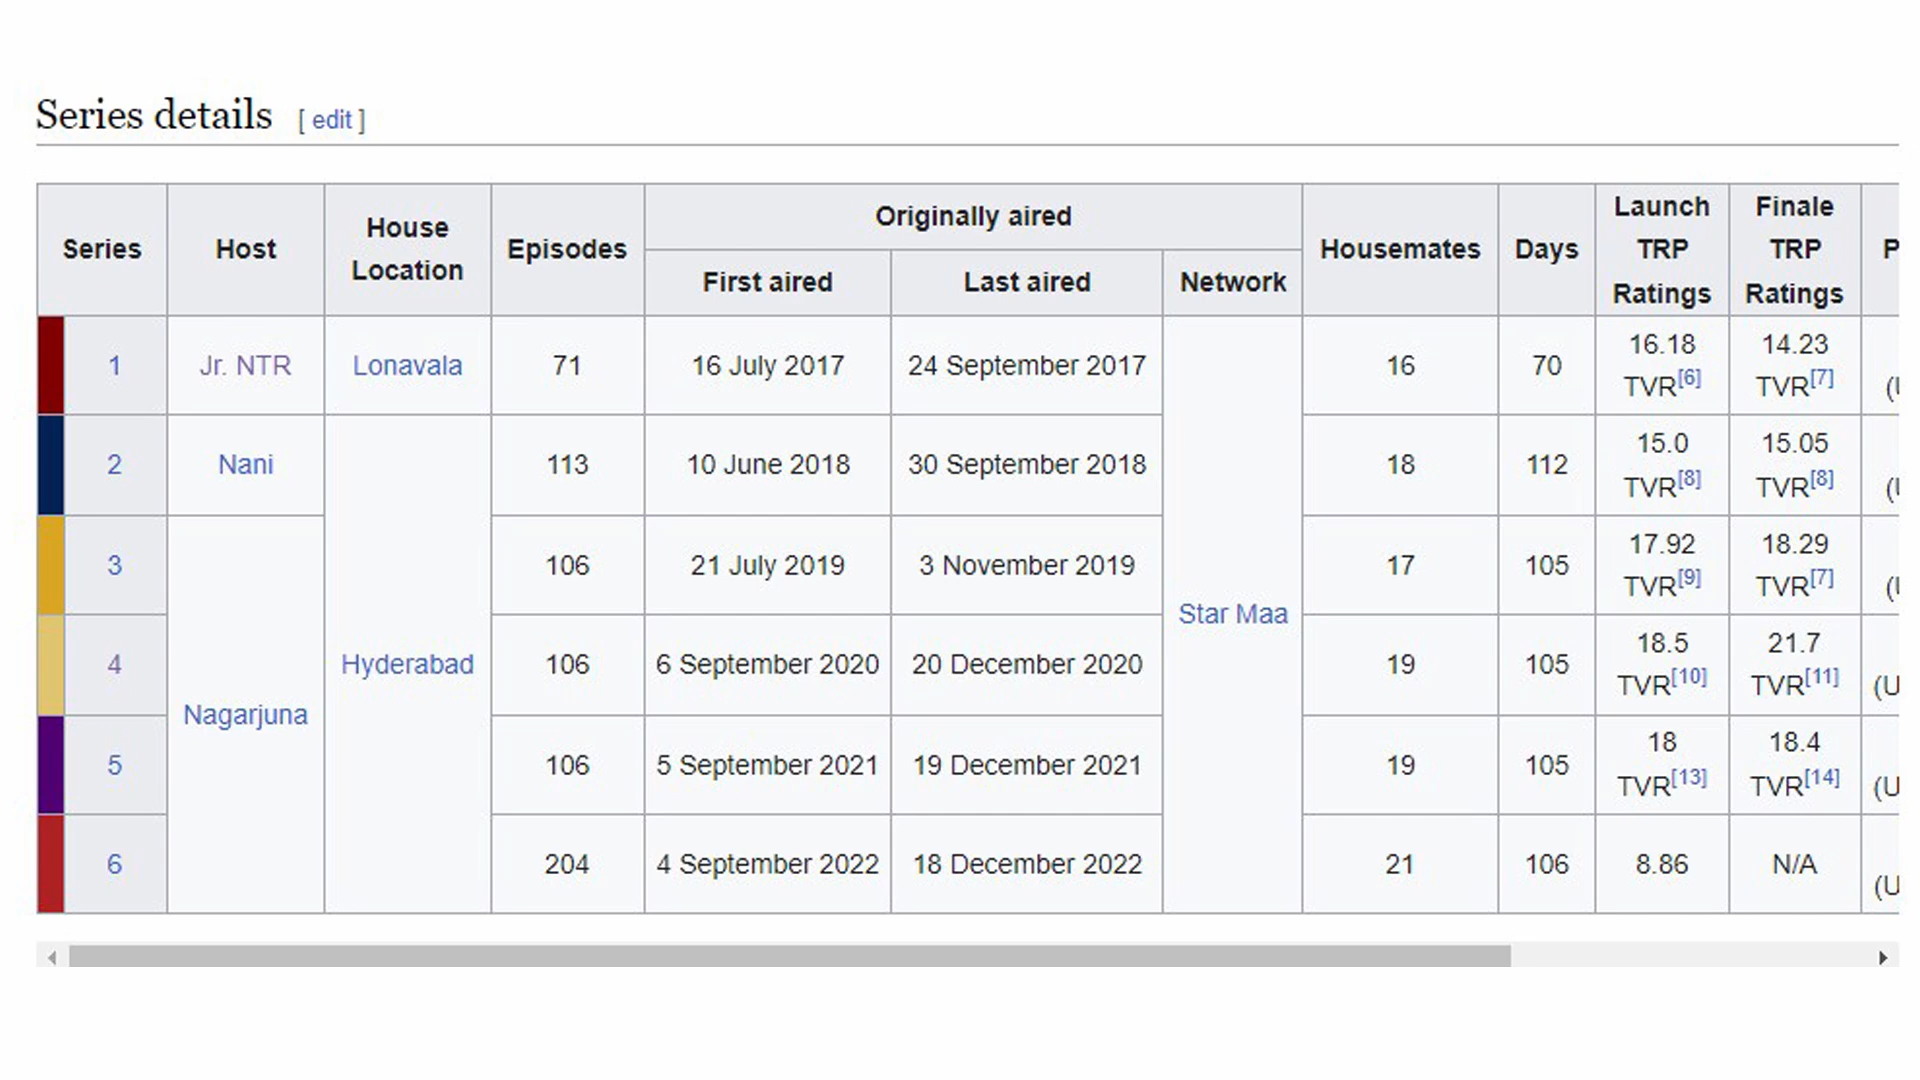 Series details [ edit ]
Series Host House Location Episodes Originally aired Housemates Days Launch TRP Ratings Finale TRP Ratings P
First aired Last aired Network
1 Jr. NTR Lonavala 71 16 July 2017 24 September 2017 Star Maa 16 70 16.18 TVR[6] 14.23 TVR[7]
2 Nani Hyderabad 113 10 June 2018 30 September 2018 18 112 15.0 TVR[8] 15.05 TVR[8]
3 Nagarjuna 106 21 July 2019 3 November 2019 17 105 17.92 TVR[9] 18.29 TVR[7]
4 106 6 September 2020 20 December 2020 19 105 18.5 TVR[10] 21.7 TVR[11] (U
5 106 5 September 2021 19 December 2021 19 105 18 TVR[13] 18.4 TVR[14] (U
6 204 4 September 2022 18 December 2022 21 106 8.86 N/A (U